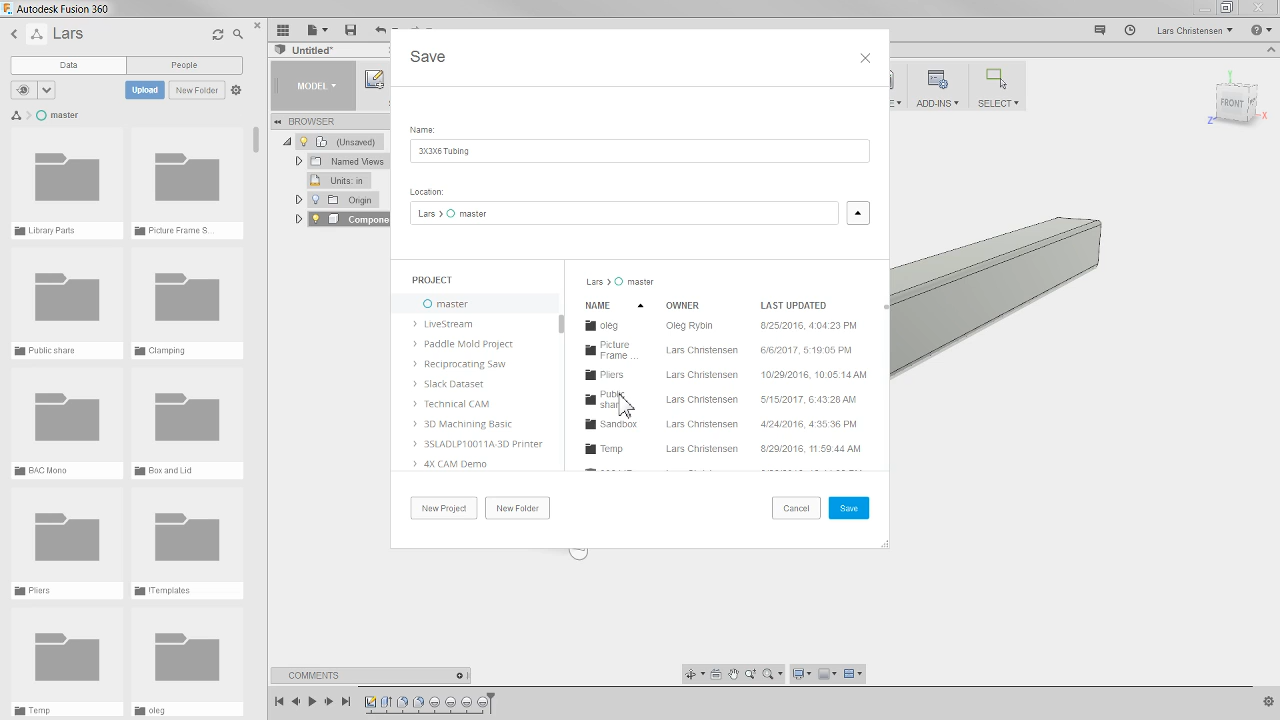 Autodesk Fusion 360
Lars
Data
People
Upload
New Folder
master
Library Parts
Picture Frame S...
Public share
Clamping
BAC Mono
Box and Lid
Pliers
!Templates
Temp
oleg
Untitled*
Lars Christensen
MODEL
ADD-INS
SELECT
FRONT
Y
X
Z
BROWSER
(Unsaved)
Named Views
Units: in
Origin
Compone
Save
Name:
3X3X6 Tubing
Location:
Lars > master
PROJECT
master
LiveStream
Paddle Mold Project
Reciprocating Saw
Slack Dataset
Technical CAM
3D Machining Basic
3SLADLP10011A-3D Printer
4X CAM Demo
Lars > master
NAME OWNER LAST UPDATED
oleg Oleg Rybin 8/25/2016, 4:04:23 PM
Picture
Frame ... Lars Christensen 6/6/2017, 5:19:05 PM
Pliers Lars Christensen 10/29/2016, 10:05:14 AM
Public
share Lars Christensen 5/15/2017, 6:43:28 AM
Sandbox Lars Christensen 4/24/2016, 4:35:36 PM
Temp Lars Christensen 8/29/2016, 11:59:44 AM
New Project
New Folder
Cancel
Save
COMMENTS